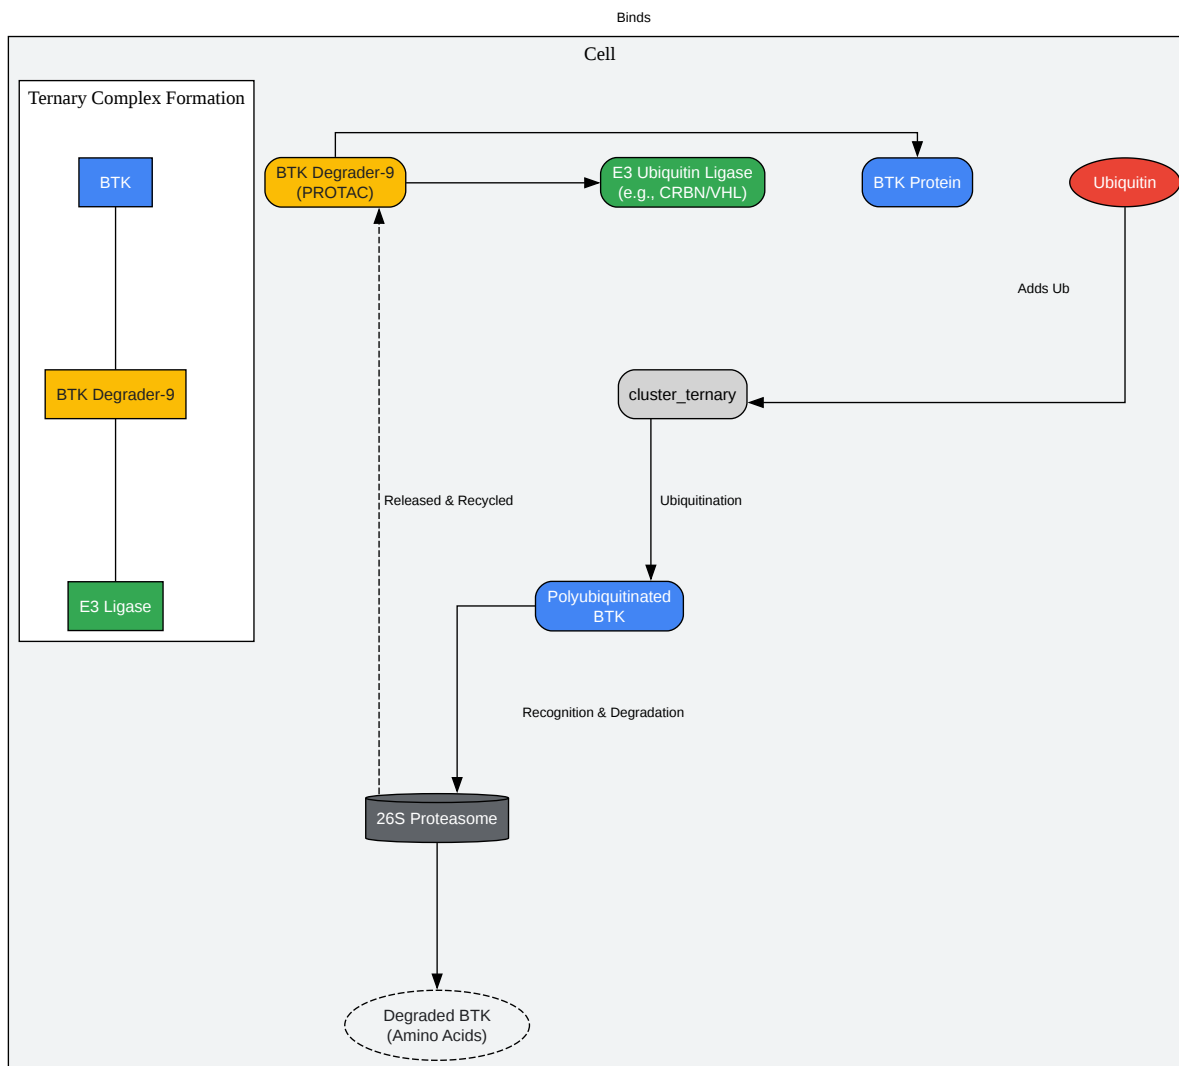 Binds
Cell
Ternary Complex Formation
BTK
BTK Degrader-9
(PROTAC)
E3 Ubiquitin Ligase
(e.g., CRBN/VHL)
BTK Protein
Ubiquitin
Adds Ub
BTK Degrader-9
cluster_ternary
Released & Recycled
Ubiquitination
E3 Ligase
Polyubiquitinated
BTK
Recognition & Degradation
26S Proteasome
Degraded BTK
(Amino Acids)